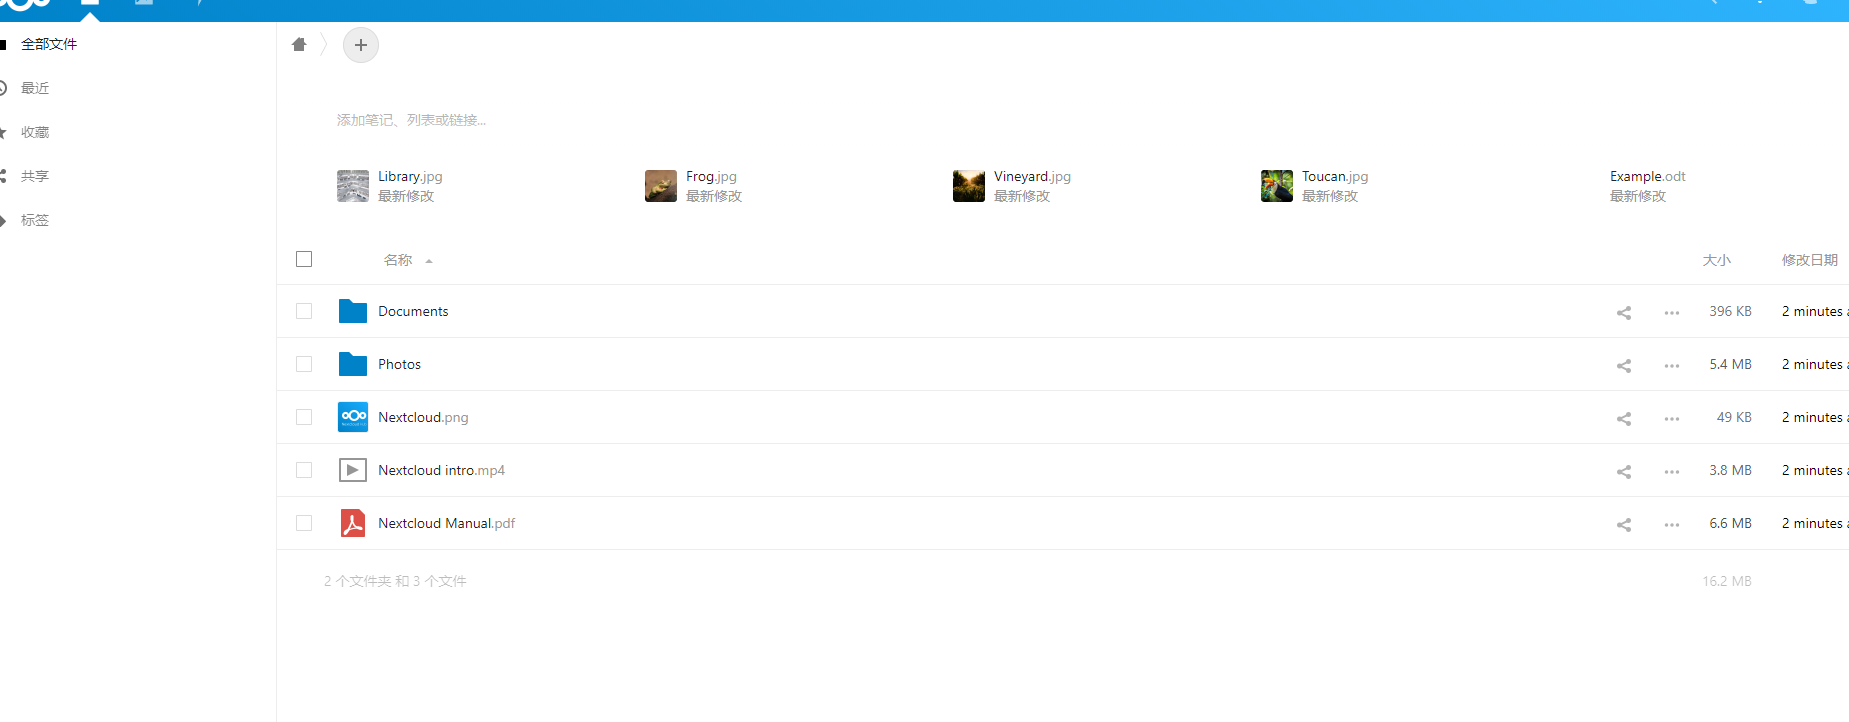 全部文件
最近
收藏
共享
标签
添加笔记、列表或链接...
Library.jpg
最新修改
Frog.jpg
最新修改
Vineyard.jpg
最新修改
Toucan.jpg
最新修改
Example.odt
最新修改
名称 大小 修改日期
Documents 396 KB 2 minutes a
Photos 5.4 MB 2 minutes a
Nextcloud.png 49 KB 2 minutes a
Nextcloud intro.mp4 3.8 MB 2 minutes a
Nextcloud Manual.pdf 6.6 MB 2 minutes a
2 个文件夹 和 3 个文件 16.2 MB